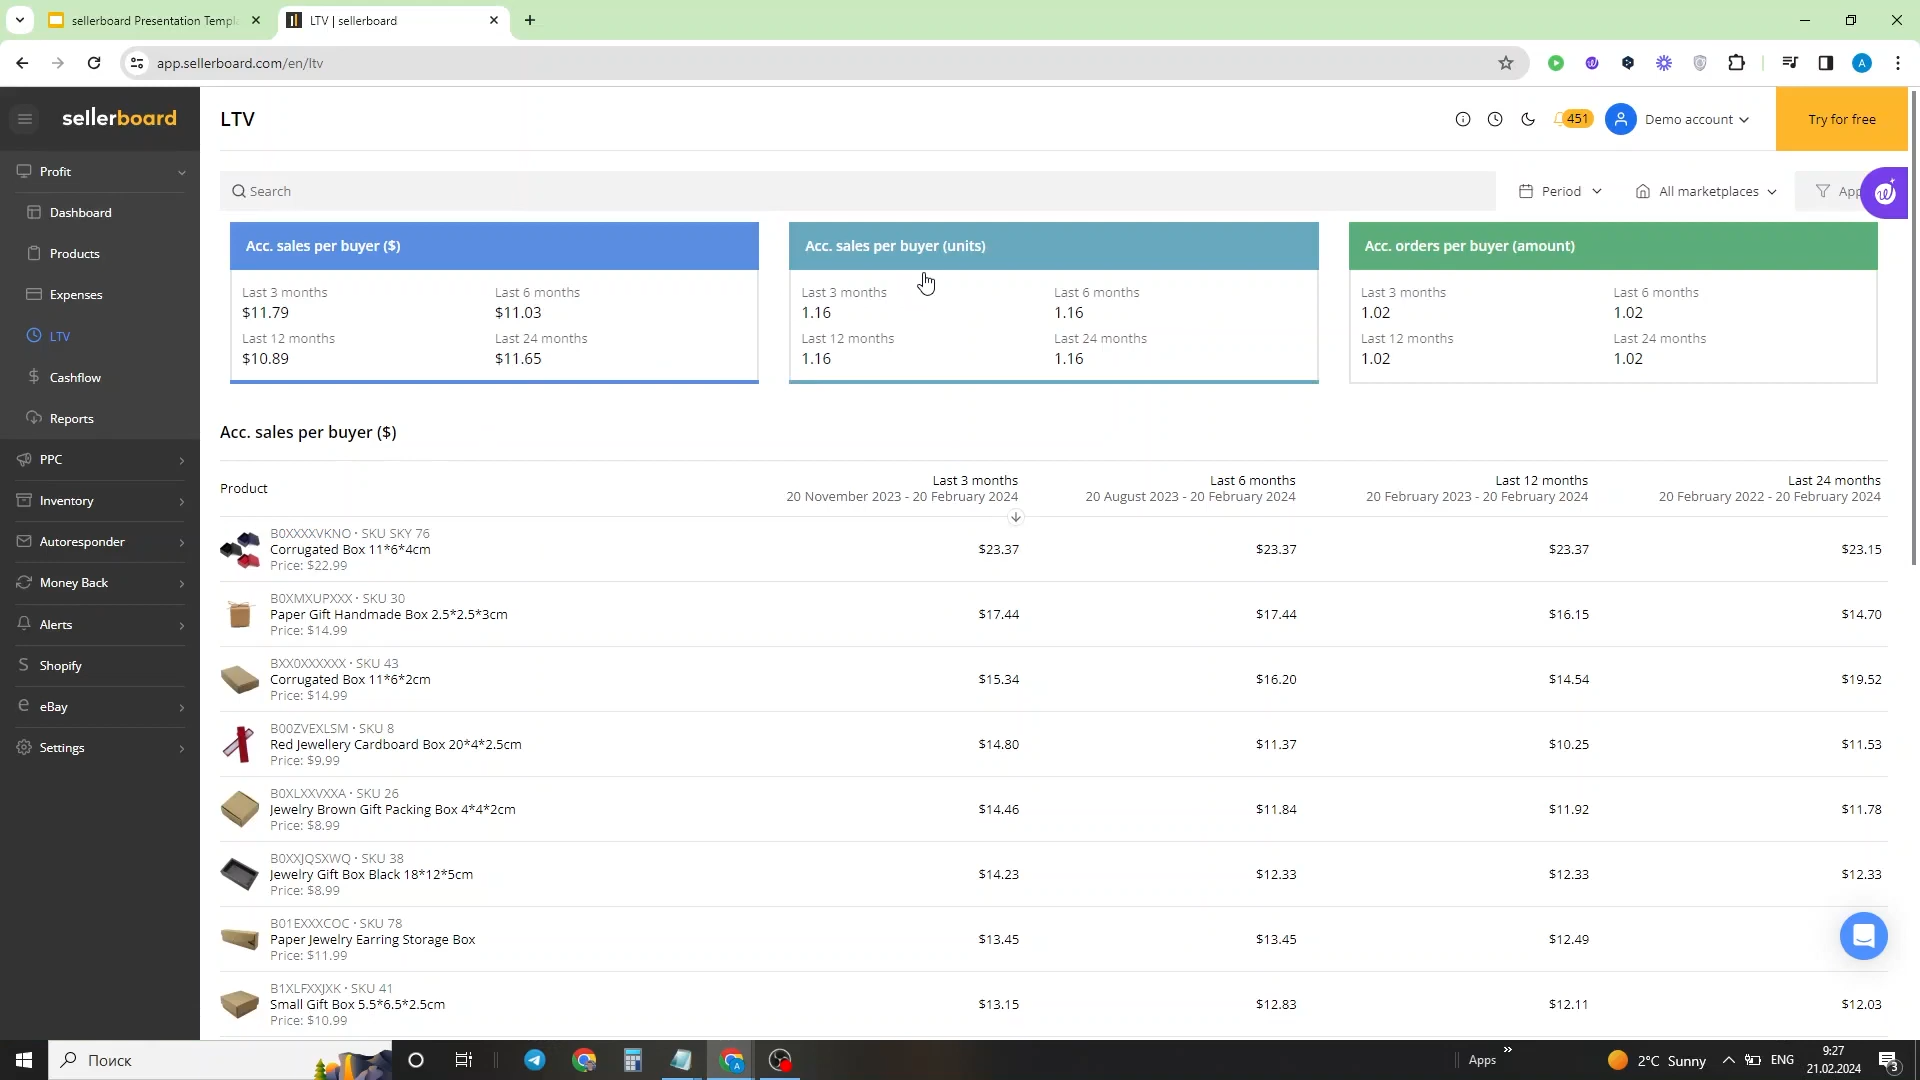 sellerboard Presentation Templ
LTV | sellerboard
app.sellerboard.com/en/ltv
A
sellerboard
LTV
451
Demo account
Try for free
Profit
Dashboard
Products
Expenses
LTV
Cashflow
Reports
PPC
Inventory
Autoresponder
Money Back
Alerts
Shopify
eBay
Settings
Search
Period
All marketplaces
App
Acc. sales per buyer ($)
Last 3 months
$11.79
Last 6 months
$11.03
Last 12 months
$10.89
Last 24 months
$11.65
Acc. sales per buyer (units)
Last 3 months
1.16
Last 6 months
1.16
Last 12 months
1.16
Last 24 months
1.16
Acc. orders per buyer (amount)
Last 3 months
1.02
Last 6 months
1.02
Last 12 months
1.02
Last 24 months
1.02
Acc. sales per buyer ($)
Product
Last 3 months
20 November 2023 - 20 February 2024
Last 6 months
20 August 2023 - 20 February 2024
Last 12 months
20 February 2023 - 20 February 2024
Last 24 months
20 February 2022 - 20 February 2024
B0XXXXVKNO • SKU SKY 76
Corrugated Box 11*6*4cm
Price: $22.99
$23.37 $23.37 $23.37 $23.15
B0XMXUPXXX • SKU 30
Paper Gift Handmade Box 2.5*2.5*3cm
Price: $14.99
$17.44 $17.44 $16.15 $14.70
BXX0XXXXXX • SKU 43
Corrugated Box 11*6*2cm
Price: $14.99
$15.34 $16.20 $14.54 $19.52
B00ZVEXLSM • SKU 8
Red Jewellery Cardboard Box 20*4*2.5cm
Price: $9.99
$14.80 $11.37 $10.25 $11.53
B0XLXXVXXA • SKU 26
Jewelry Brown Gift Packing Box 4*4*2cm
Price: $8.99
$14.46 $11.84 $11.92 $11.78
B0XXJQSXWQ • SKU 38
Jewelry Gift Box Black 18*12*5cm
Price: $8.99
$14.23 $12.33 $12.33 $12.33
B01EXXXCOC • SKU 78
Paper Jewelry Earring Storage Box
Price: $11.99
$13.45 $13.45 $12.49
B1XLFXXJXK • SKU 41
Small Gift Box 5.5*6.5*2.5cm
Price: $10.99
$13.15 $12.83 $12.11 $12.03
Поиск
Apps
2°C Sunny
ENG
9:27
21.02.2024
3